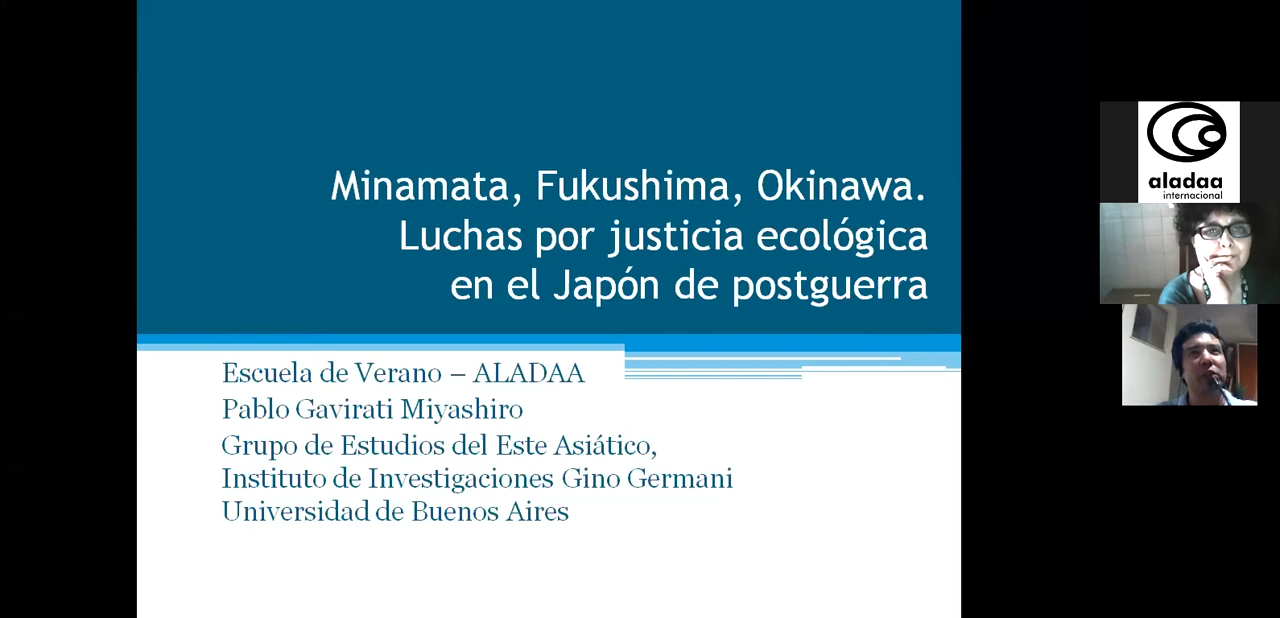 Minamata, Fukushima, Okinawa.
Luchas por justicia ecológica
en el Japón de postguerra
Escuela de Verano – ALADAA
Pablo Gavirati Miyashiro
Grupo de Estudios del Este Asiático,
Instituto de Investigaciones Gino Germani
Universidad de Buenos Aires
aladaa
internacional